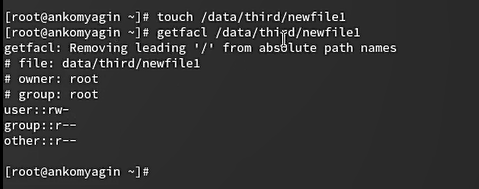 [root@ankomyagin ~]# touch /data/third/newfile1
[root@ankomyagin ~]# getfacl /data/third/newfile1
getfacl: Removing leading '/' from absolute path names
# file: data/third/newfile1
# owner: root
# group: root
user::rw-
group::r--
other::r--
[root@ankomyagin ~]#